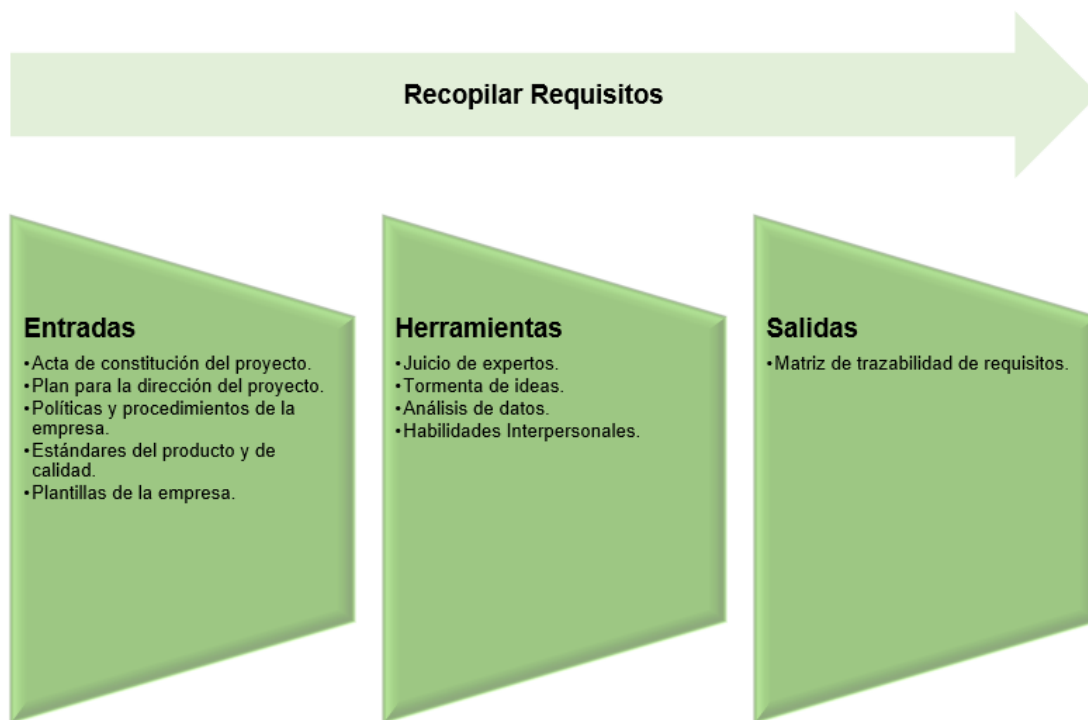 Recopilar Requisitos
Entradas
•Acta de constitución del proyecto.
•Plan para la dirección del proyecto.
•Políticas y procedimientos de la
empresa.
•Estándares del producto y de
calidad.
•Plantillas de la empresa.
Herramientas
•Juicio de expertos.
•Tormenta de ideas.
•Análisis de datos.
•Habilidades Interpersonales.
Salidas
•Matriz de trazabilidad de requisitos.